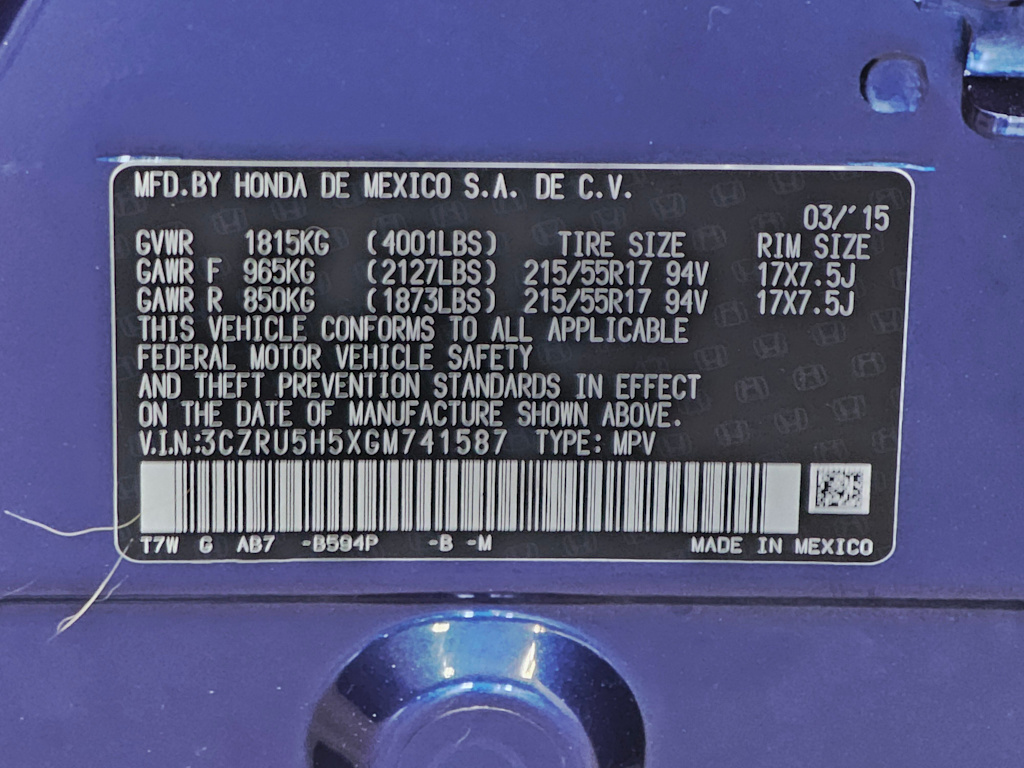 MFD.BY HONDA DE MEXICO S.A. DE C.V.
03/'15
GVWR 1815KG (4001LBS) TIRE SIZE RIM SIZE
GAWR F 965KG (2127LBS) 215/55R17 94V 17X7.5J
GAWR R 850KG (1873LBS) 215/55R17 94V 17X7.5J
THIS VEHICLE CONFORMS TO ALL APPLICABLE
FEDERAL MOTOR VEHICLE SAFETY
AND THEFT PREVENTION STANDARDS IN EFFECT
ON THE DATE OF MANUFACTURE SHOWN ABOVE.
V.I.N.:3CZRU5H5XGM741587 TYPE: MPV
T7W G AB7 -B594P -B -M MADE IN MEXICO